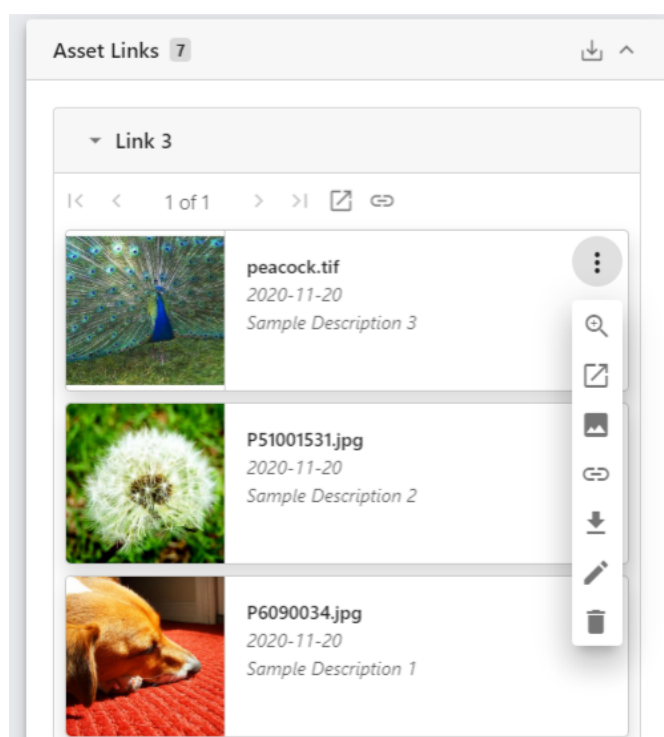 Asset Links 7
Link 3
1 of 1
peacock.tif
2020-11-20
Sample Description 3
P51001531.jpg
2020-11-20
Sample Description 2
P6090034.jpg
2020-11-20
Sample Description 1